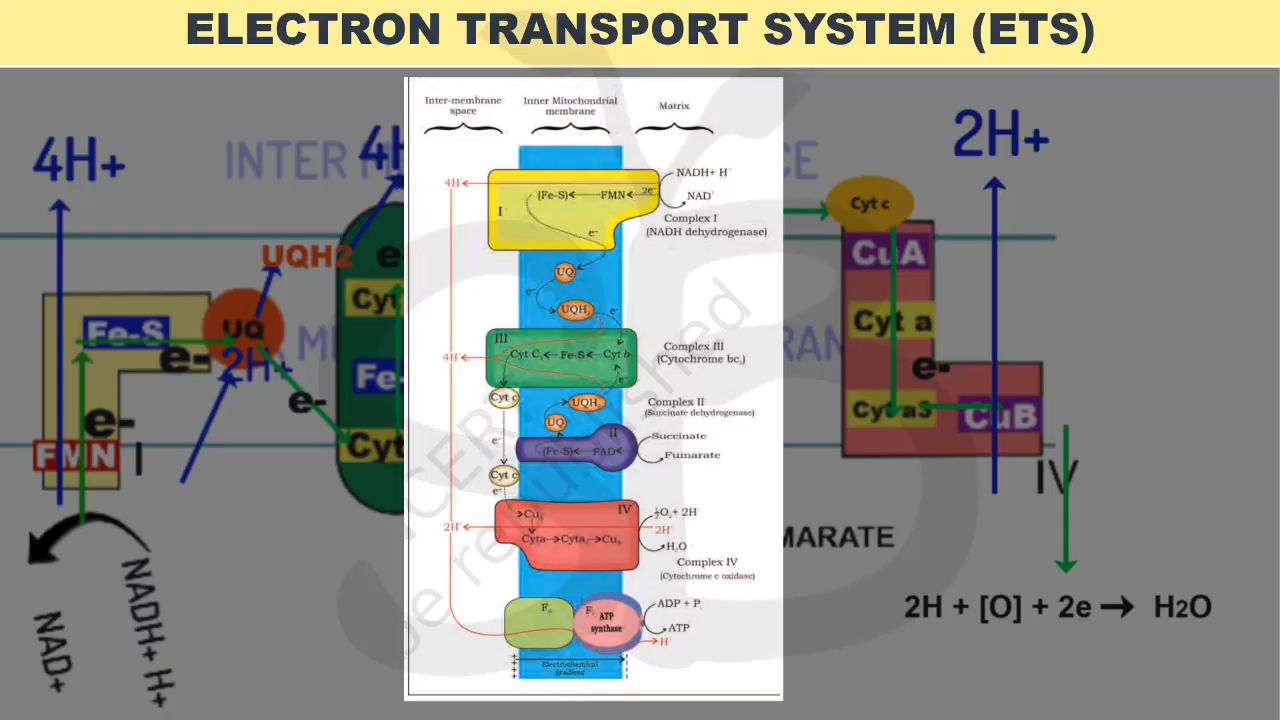 ELECTRON TRANSPORT SYSTEM (ETS)
Inter-membrane
space
Inner Mitochondrial
membrane
Matrix
4H+
INTER
4H
UQH2
Fe-S
UQ
2H+
e-
e-
e-
e-
Cyt
Fe-
Cyt
FMN
I
NAD+
NADH+ H+
4H+
I
(Fe-S)
FMN
2e-
e-
NADH+ H+
NAD+
Complex I
(NADH dehydrogenase)
UQ
e-
UQH2
e-
III
4H+
Cyt C1
Fe-S
Cyt b
e-
Complex III
(Cytochrome bc1)
Cyt c
UQH2
UQ
Complex II
(Succinate dehydrogenase)
II
e-
(Fe-S)
FAD
Succinate
Fumarate
Cyt c
e-
IV
CuA
2H+
Cyta
Cyta3
CuB
½O2+ 2H+
2H+
H2O
Complex IV
(Cytochrome c oxidase)
F0
F1
ATP
synthase
ADP + Pi
ATP
H+
Electrochemical
gradient
be republished
2H+
Cyt c
CuA
Cyt a
e-
Cyt a3
CuB
IV
MARATE
2H + [O] + 2e → H2O